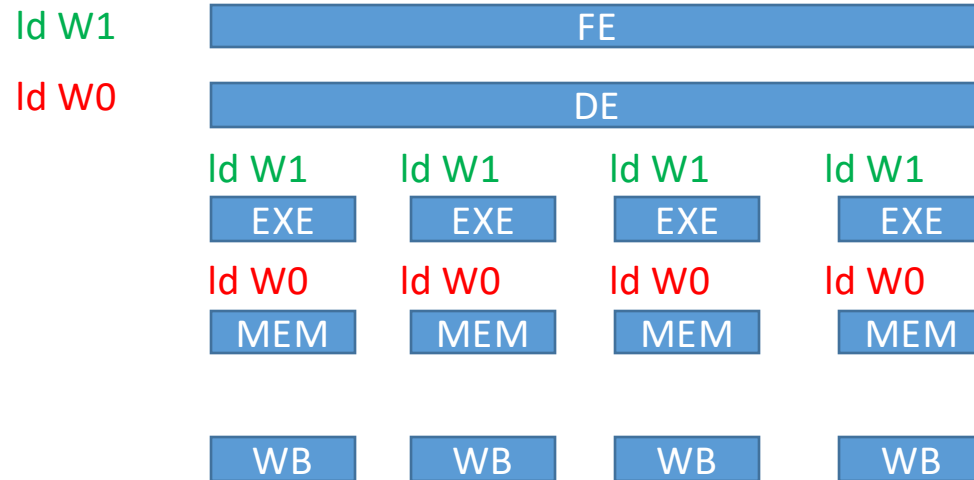 ld W1 FE
ld W0 DE
ld W1 ld W1 ld W1 ld W1
EXE EXE EXE EXE
ld W0 ld W0 ld W0 ld W0
MEM MEM MEM MEM
WB WB WB WB